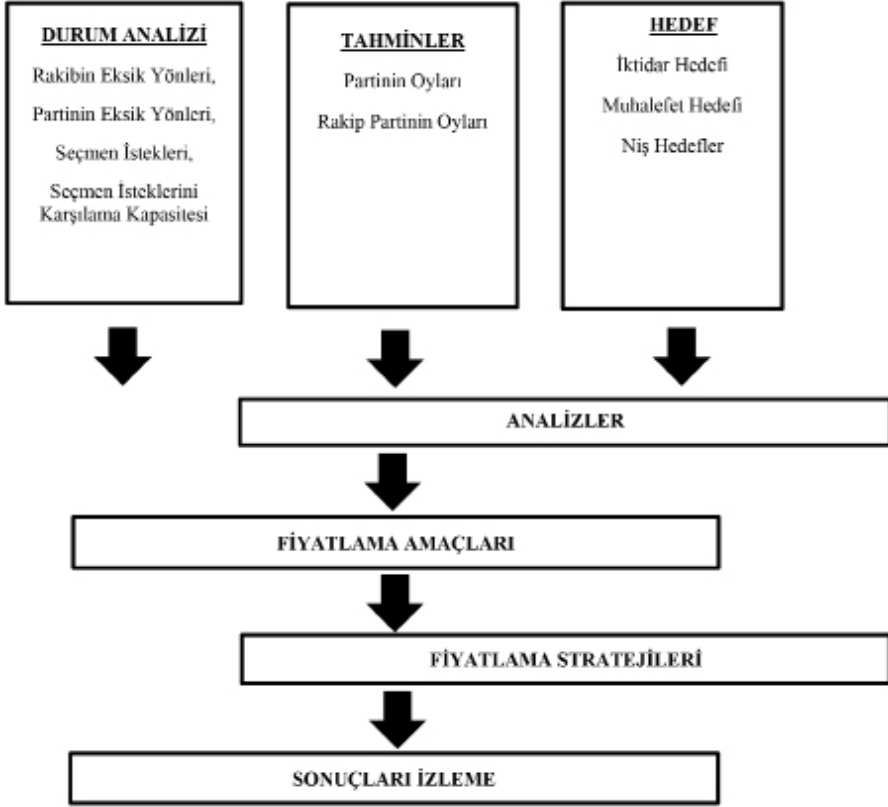 DURUM ANALİZİ
Rakibin Eksik Yönleri,
Partinin Eksik Yönleri,
Seçmen İstekleri,
Seçmen İsteklerini
Karşılama Kapasitesi
TAHMİNLER
Partinin Oyları
Rakip Partinin Oyları
HEDEF
İktidar Hedefi
Muhalefet Hedefi
Niş Hedefler
ANALİZLER
FİYATLAMA AMAÇLARI
FİYATLAMA STRATEJİLERİ
SONUÇLARI İZLEME